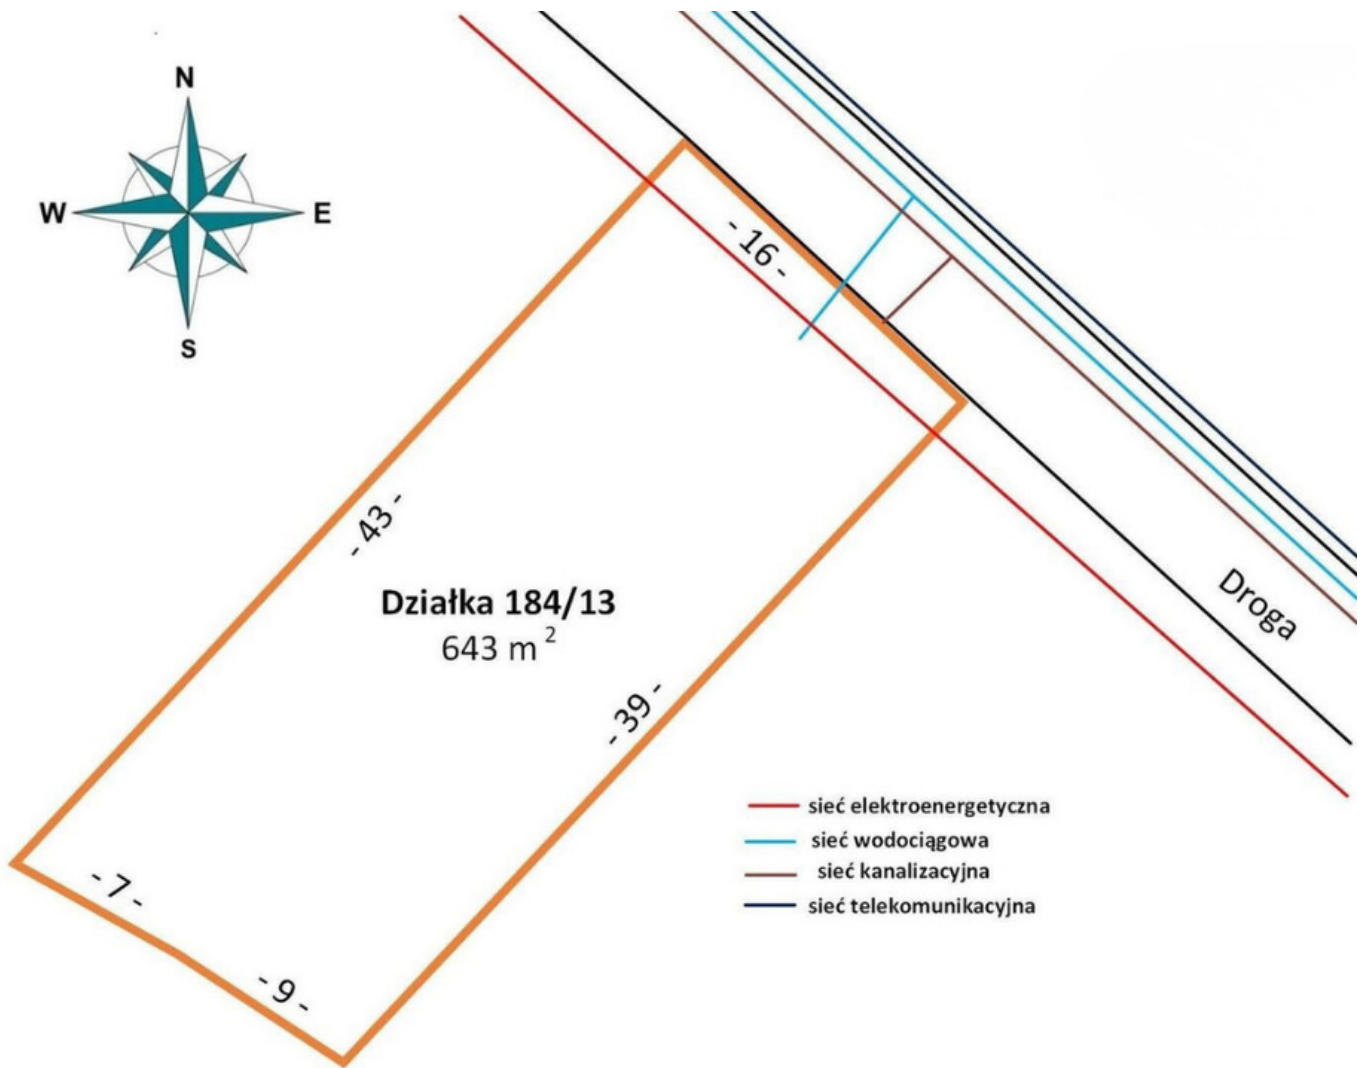 N
W
E
S
- 16 -
- 43 -
Działka 184/13
643 m²
Droga
- 39 -
- 7 -
- 9 -
sieć elektroenergetyczna
sieć wodociągowa
sieć kanalizacyjna
sieć telekomunikacyjna